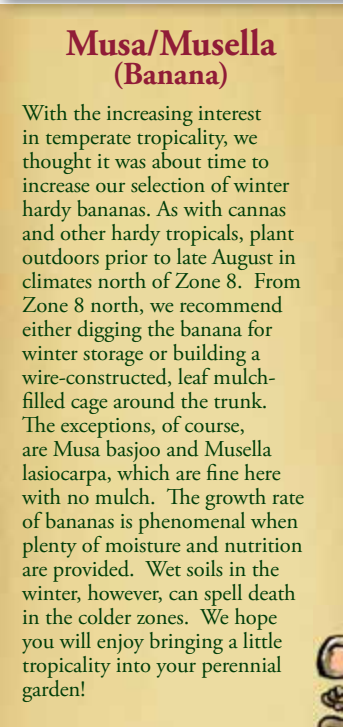 Musa/Musella
(Banana)
With the increasing interest
in temperate tropicality, we
thought it was about time to
increase our selection of winter
hardy bananas. As with cannas
and other hardy tropicals, plant
outdoors prior to late August in
climates north of Zone 8.  From
Zone 8 north, we recommend
either digging the banana for
winter storage or building a
wire-constructed, leaf mulch-
filled cage around the trunk.
The exceptions, of course,
are Musa basjoo and Musella
lasiocarpa, which are fine here
with no mulch.  The growth rate
of bananas is phenomenal when
plenty of moisture and nutrition
are provided.  Wet soils in the
winter, however, can spell death
in the colder zones.  We hope
you will enjoy bringing a little
tropicality into your perennial
garden!